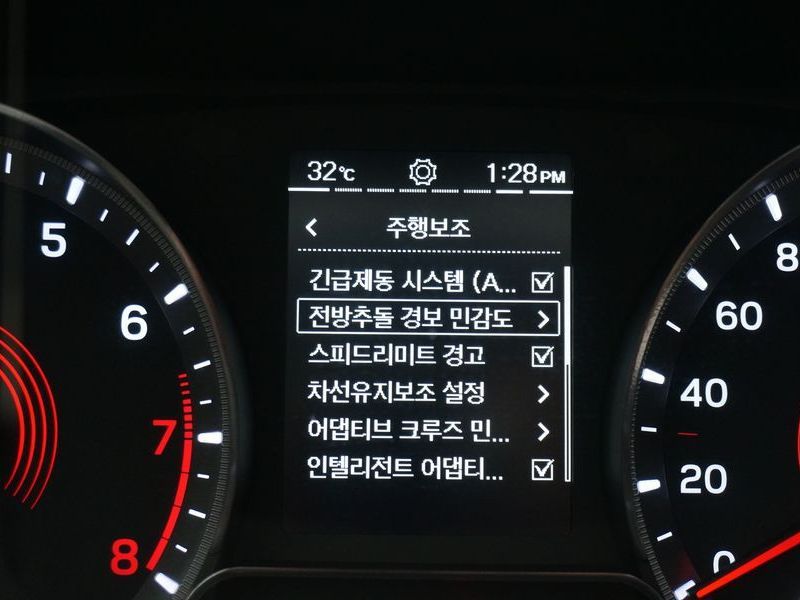 32℃ 1:28PM
주행보조
긴급제동 시스템 (A...
전방추돌 경보 민감도
스피드리미트 경고
차선유지보조 설정
어댑티브 크루즈 민...
인텔리전트 어댑티...
5
6
7
8
8
60
40
20
0